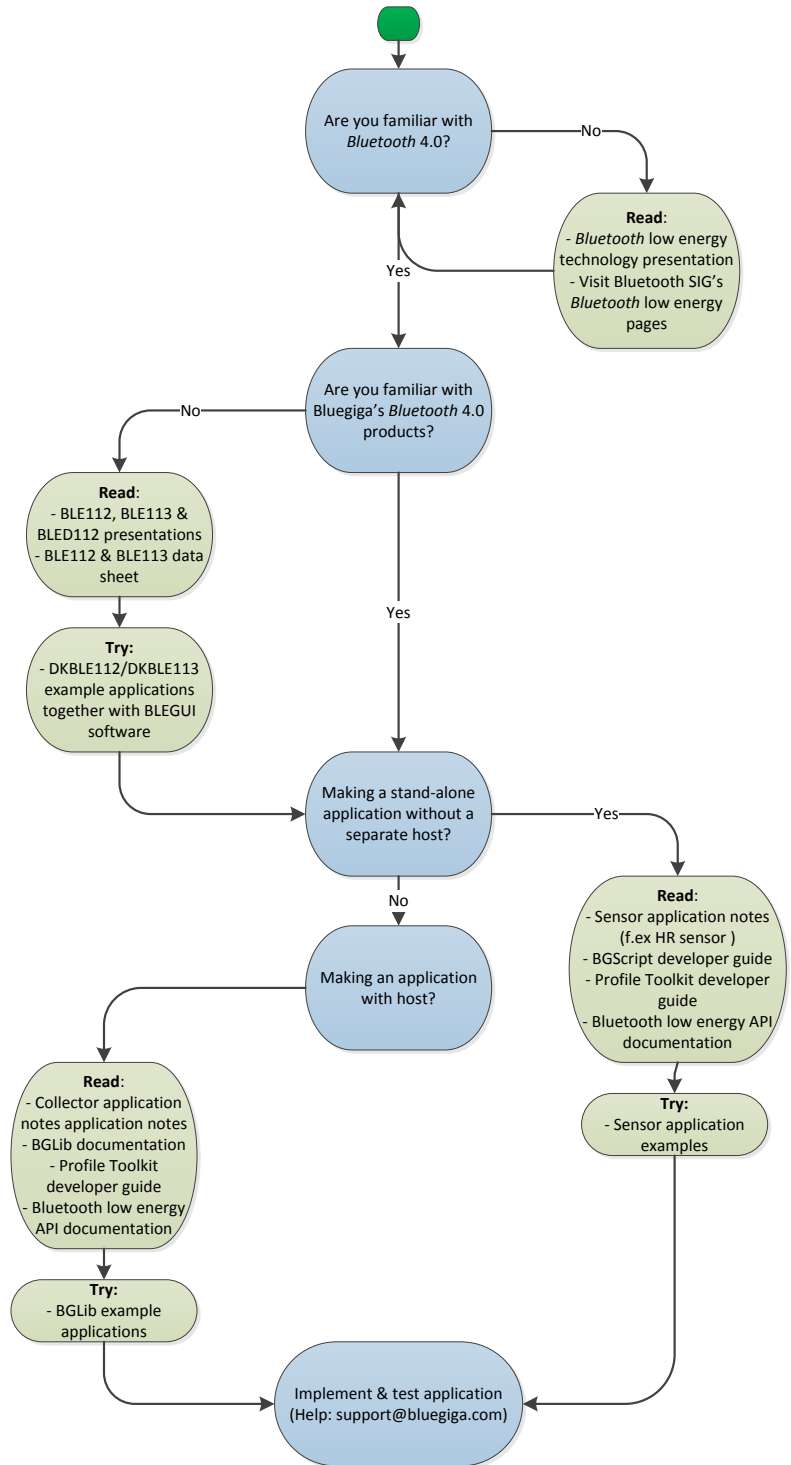 Are you familiar with
Bluetooth 4.0?
No
Read:
- Bluetooth low energy
technology presentation
- Visit Bluetooth SIG's
Bluetooth low energy
pages
Yes
Are you familiar with
Bluegiga's Bluetooth 4.0
products?
No
Read:
- BLE112, BLE113 &
BLED112 presentations
- BLE112 & BLE113 data
sheet
Try:
- DKBLE112/DKBLE113
example applications
together with BLEGUI
software
Yes
Making a stand-alone
application without a
separate host?
Yes
Read:
- Sensor application notes
(f.ex HR sensor )
- BGScript developer guide
- Profile Toolkit developer
guide
- Bluetooth low energy API
documentation
Try:
- Sensor application
examples
No
Making an application
with host?
Read:
- Collector application
notes application notes
- BGLib documentation
- Profile Toolkit
developer guide
- Bluetooth low energy
API documentation
Try:
- BGLib example
applications
Implement & test application
(Help: support@bluegiga.com)